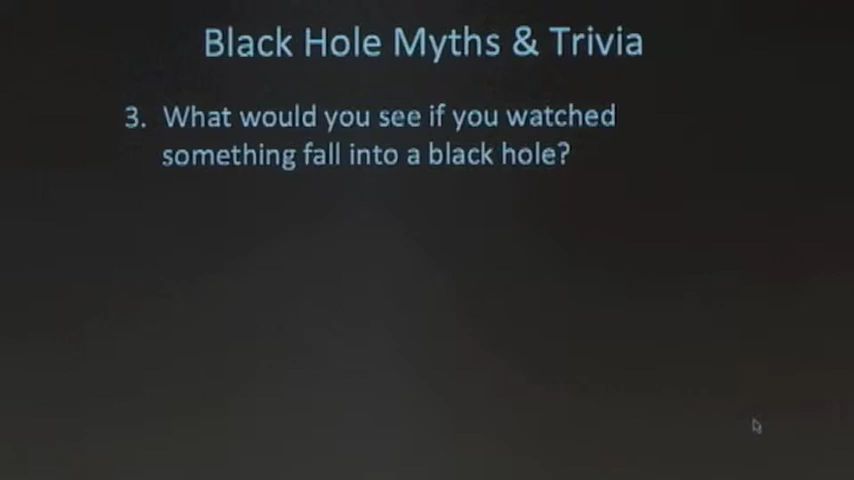 Black Hole Myths & Trivia
3. What would you see if you watched
something fall into a black hole?